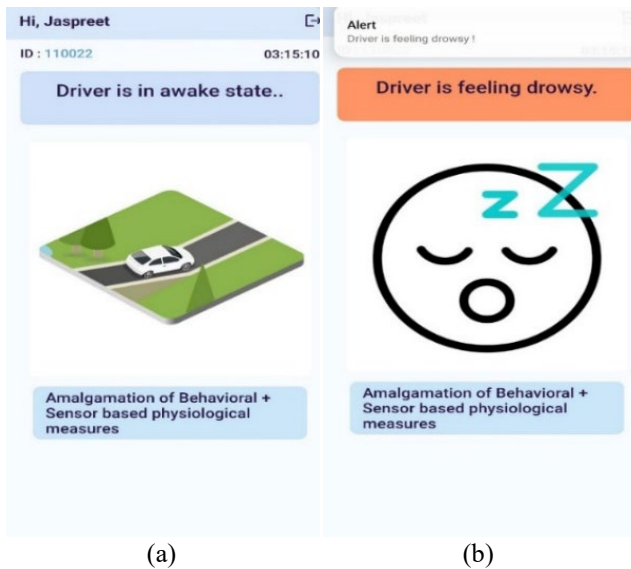 Hi, Jaspreet
ID : 110022 03:15:10
Driver is in awake state..
Amalgamation of Behavioral +
Sensor based physiological
measures
(a)
Alert
Driver is feeling drowsy !
Driver is feeling drowsy.
zZ
Amalgamation of Behavioral +
Sensor based physiological
measures
(b)